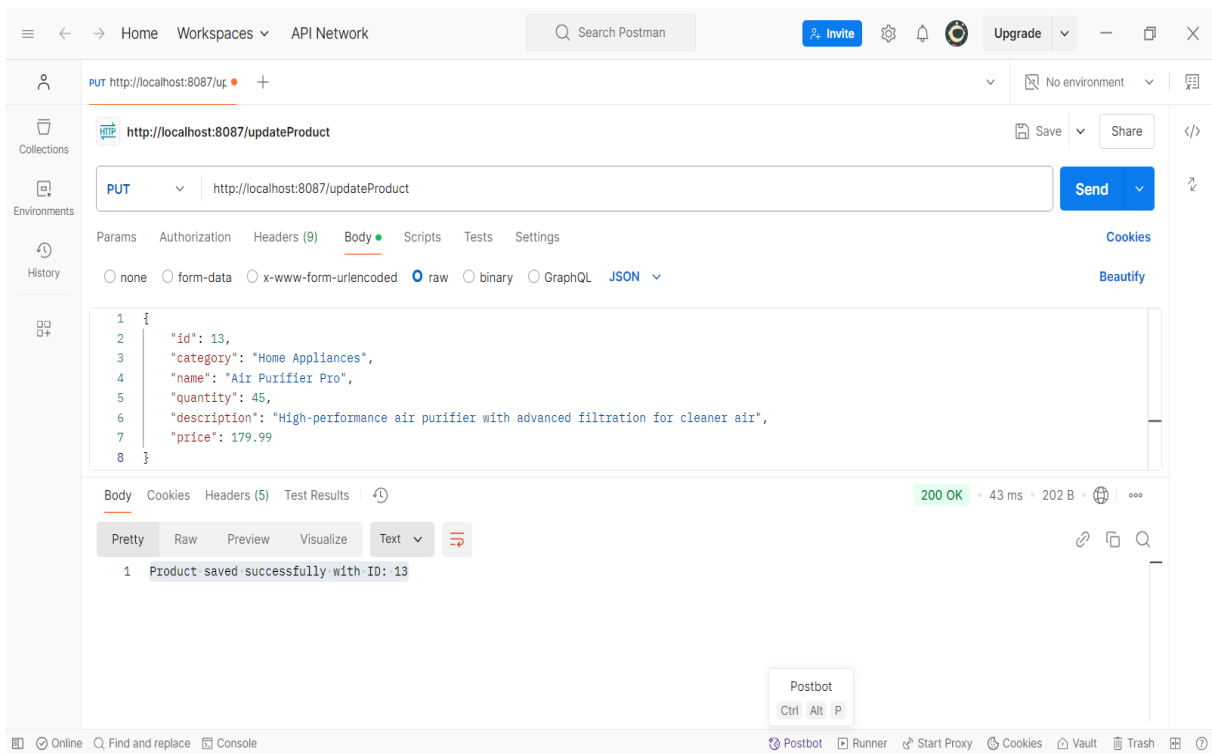 Home Workspaces API Network Search Postman Invite Upgrade
PUT http://localhost:8087/up No environment
HTTP http://localhost:8087/updateProduct Save Share
Collections
PUT http://localhost:8087/updateProduct Send
Environments
Params Authorization Headers (9) Body Scripts Tests Settings Cookies
History
none form-data x-www-form-urlencoded raw binary GraphQL JSON Beautify
1 {
2 "id": 13,
3 "category": "Home Appliances",
4 "name": "Air Purifier Pro",
5 "quantity": 45,
6 "description": "High-performance air purifier with advanced filtration for cleaner air",
7 "price": 179.99
8 }
Body Cookies Headers (5) Test Results 200 OK 43 ms 202 B
Pretty Raw Preview Visualize Text
1 Product saved successfully with ID: 13
Postbot
Ctrl Alt P
Online Find and replace Console Postbot Runner Start Proxy Cookies Vault Trash